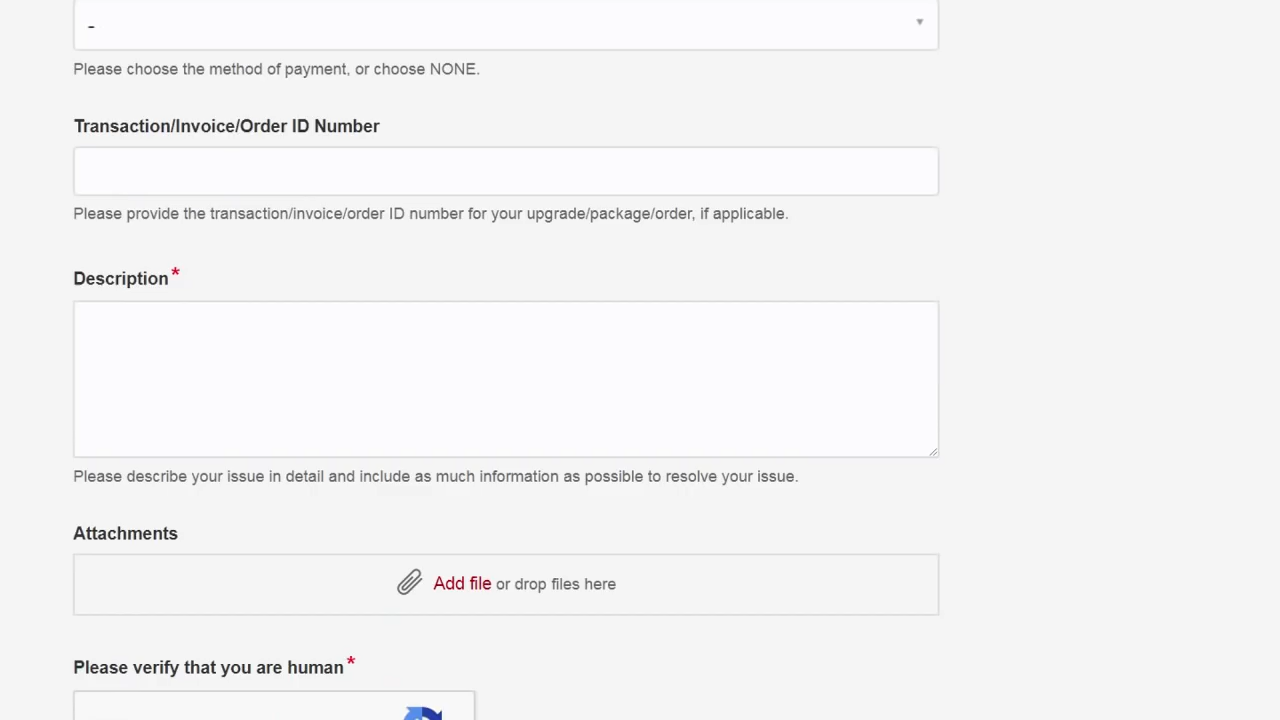 -
Please choose the method of payment, or choose NONE.
Transaction/Invoice/Order ID Number
Please provide the transaction/invoice/order ID number for your upgrade/package/order, if applicable.
Description*
Please describe your issue in detail and include as much information as possible to resolve your issue.
Attachments
Add file or drop files here
Please verify that you are human*